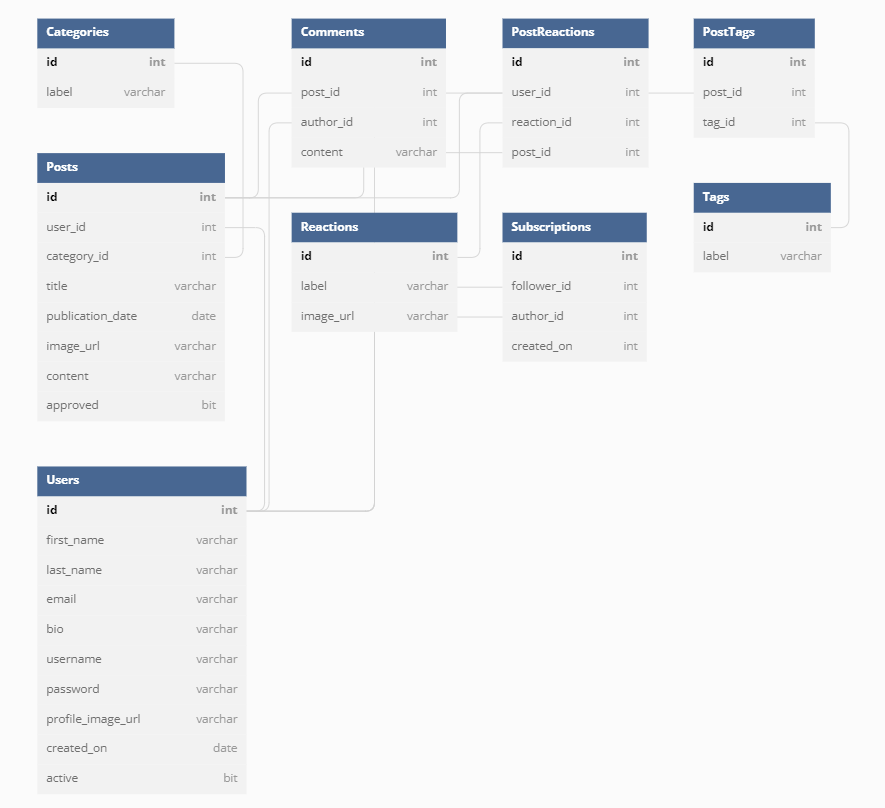 Categories
id int
label varchar
Posts
id int
user_id int
category_id int
title varchar
publication_date date
image_url varchar
content varchar
approved bit
Users
id int
first_name varchar
last_name varchar
email varchar
bio varchar
username varchar
password varchar
profile_image_url varchar
created_on date
active bit
Comments
id int
post_id int
author_id int
content varchar
Reactions
id int
label varchar
image_url varchar
PostReactions
id int
user_id int
reaction_id int
post_id int
Subscriptions
id int
follower_id int
author_id int
created_on int
PostTags
id int
post_id int
tag_id int
Tags
id int
label varchar